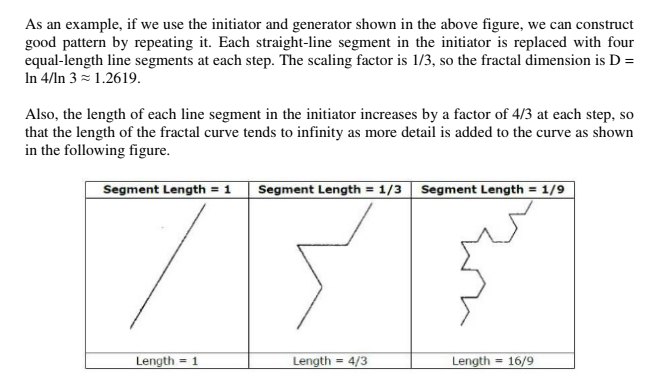 As an example, if we use the initiator and generator shown in the above figure, we can construct
good pattern by repeating it. Each straight-line segment in the initiator is replaced with four
equal-length line segments at each step. The scaling factor is 1/3, so the fractal dimension is D =
ln 4/ln 3 ≈ 1.2619.
Also, the length of each line segment in the initiator increases by a factor of 4/3 at each step, so
that the length of the fractal curve tends to infinity as more detail is added to the curve as shown
in the following figure.
Segment Length = 1 Segment Length = 1/3 Segment Length = 1/9
Length = 1 Length = 4/3 Length = 16/9